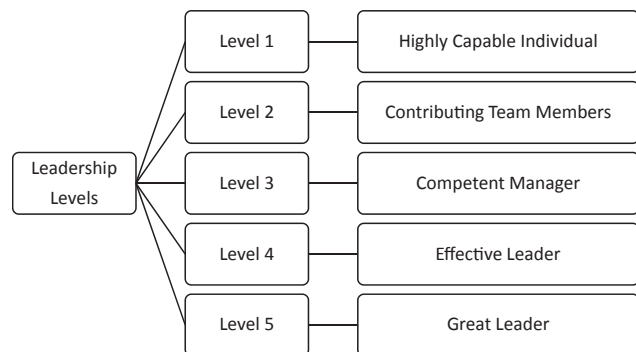 Leadership
Levels
Level 1
Highly Capable Individual
Level 2
Contributing Team Members
Level 3
Competent Manager
Level 4
Effective Leader
Level 5
Great Leader